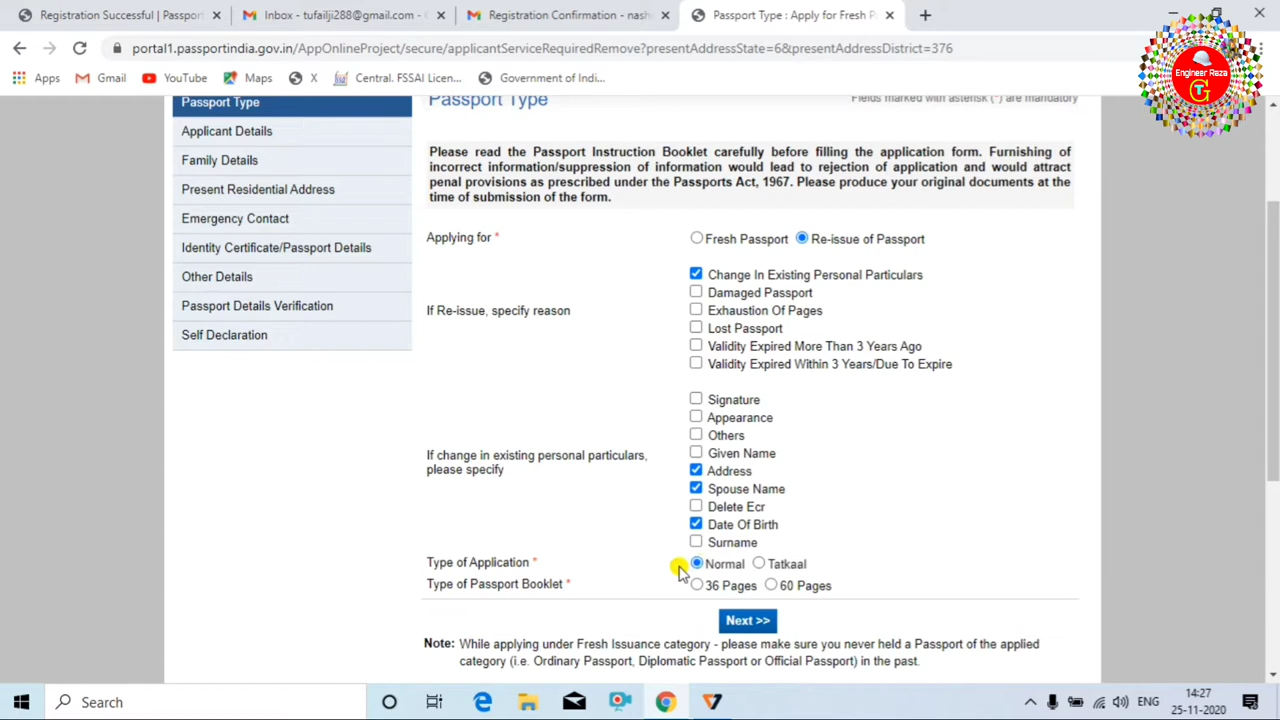 Registration Successful | Passpor
Inbox - tufailji288@gmail.com - G
Registration Confirmation - nash
Passport Type : Apply for Fresh P
portal1.passportindia.gov.in/AppOnlineProject/secure/applicantServiceRequiredRemove?presentAddressState=6&presentAddressDistrict=376
Apps
Gmail
YouTube
Maps
X
Central. FSSAI Licen...
Government of Indi...
Engineer Raza
G
T
Passport Type
Applicant Details
Family Details
Present Residential Address
Emergency Contact
Identity Certificate/Passport Details
Other Details
Passport Details Verification
Self Declaration
Passport Type
Fields marked with asterisk (*) are mandatory
Please read the Passport Instruction Booklet carefully before filling the application form. Furnishing of
incorrect information/suppression of information would lead to rejection of application and would attract
penal provisions as prescribed under the Passports Act, 1967. Please produce your original documents at the
time of submission of the form.
Applying for * Fresh Passport Re-issue of Passport
Change In Existing Personal Particulars
Damaged Passport
If Re-issue, specify reason Exhaustion Of Pages
Lost Passport
Validity Expired More Than 3 Years Ago
Validity Expired Within 3 Years/Due To Expire
Signature
Appearance
Others
Given Name
If change in existing personal particulars,
please specify Address
Spouse Name
Delete Ecr
Date Of Birth
Surname
Type of Application * Normal Tatkaal
Type of Passport Booklet * 36 Pages 60 Pages
Next >>
Note: While applying under Fresh Issuance category - please make sure you never held a Passport of the applied
category (i.e. Ordinary Passport, Diplomatic Passport or Official Passport) in the past.
Search
ENG
14:27
25-11-2020